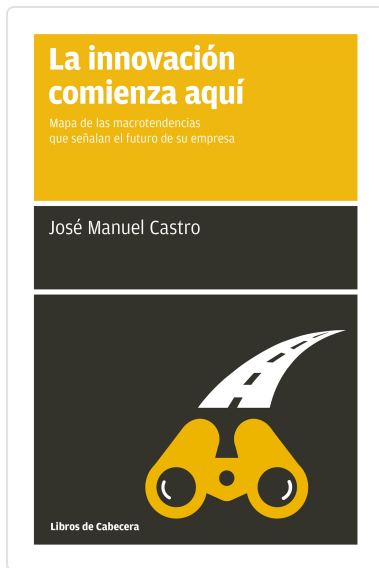 La innovación
comienza aquí
Mapa de las macrotendencias
que señalan el futuro de su empresa
José Manuel Castro
Libros de Cabecera